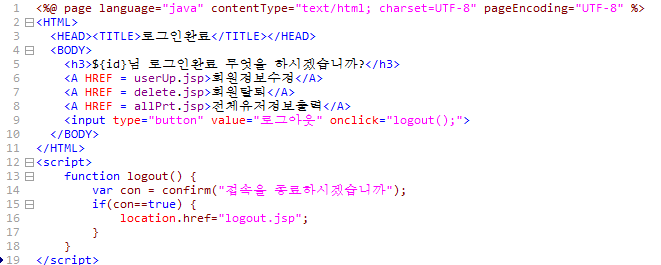 1 <%@ page language="java" contentType="text/html; charset=UTF-8" pageEncoding="UTF-8" %>
2 <HTML>
3 <HEAD><TITLE>로그인완료</TITLE></HEAD>
4 <BODY>
5 <h3>${id}님 로그인완료 무엇을 하시겠습니까?</h3>
6 <A HREF = userUp.jsp>회원정보수정</A>
7 <A HREF = delete.jsp>회원탈퇴</A>
8 <A HREF = allPrt.jsp>전체유저정보출력</A>
9 <input type="button" value="로그아웃" onclick="logout();">
10 </BODY>
11 </HTML>
12 <script>
13 function logout() {
14 var con = confirm("접속을 종료하시겠습니까");
15 if(con==true) {
16 location.href="logout.jsp";
17 }
18 }
19 </script>